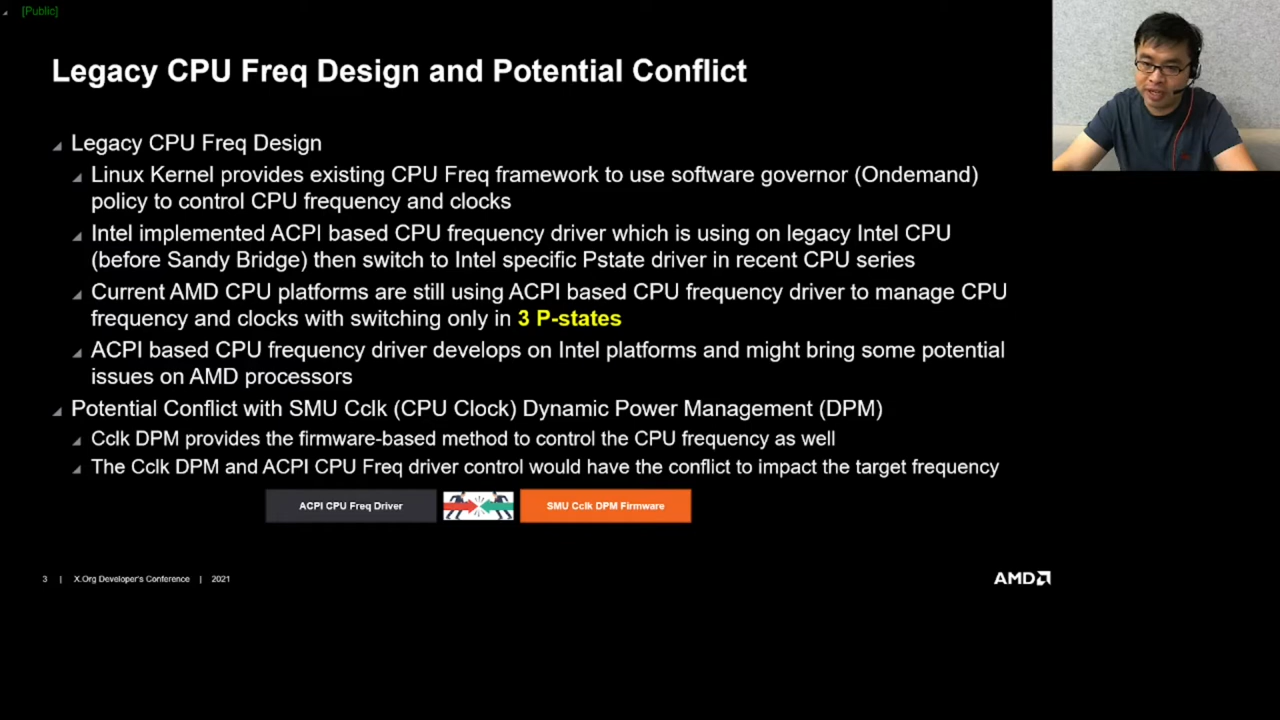 [Public]
Legacy CPU Freq Design and Potential Conflict
Legacy CPU Freq Design
Linux Kernel provides existing CPU Freq framework to use software governor (Ondemand)
policy to control CPU frequency and clocks
Intel implemented ACPI based CPU frequency driver which is using on legacy Intel CPU
(before Sandy Bridge) then switch to Intel specific Pstate driver in recent CPU series
Current AMD CPU platforms are still using ACPI based CPU frequency driver to manage CPU
frequency and clocks with switching only in 3 P-states
ACPI based CPU frequency driver develops on Intel platforms and might bring some potential
issues on AMD processors
Potential Conflict with SMU Cclk (CPU Clock) Dynamic Power Management (DPM)
Cclk DPM provides the firmware-based method to control the CPU frequency as well
The Cclk DPM and ACPI CPU Freq driver control would have the conflict to impact the target frequency
ACPI CPU Freq Driver
SMU Cclk DPM Firmware
3 | X.Org Developer's Conference | 2021
AMD